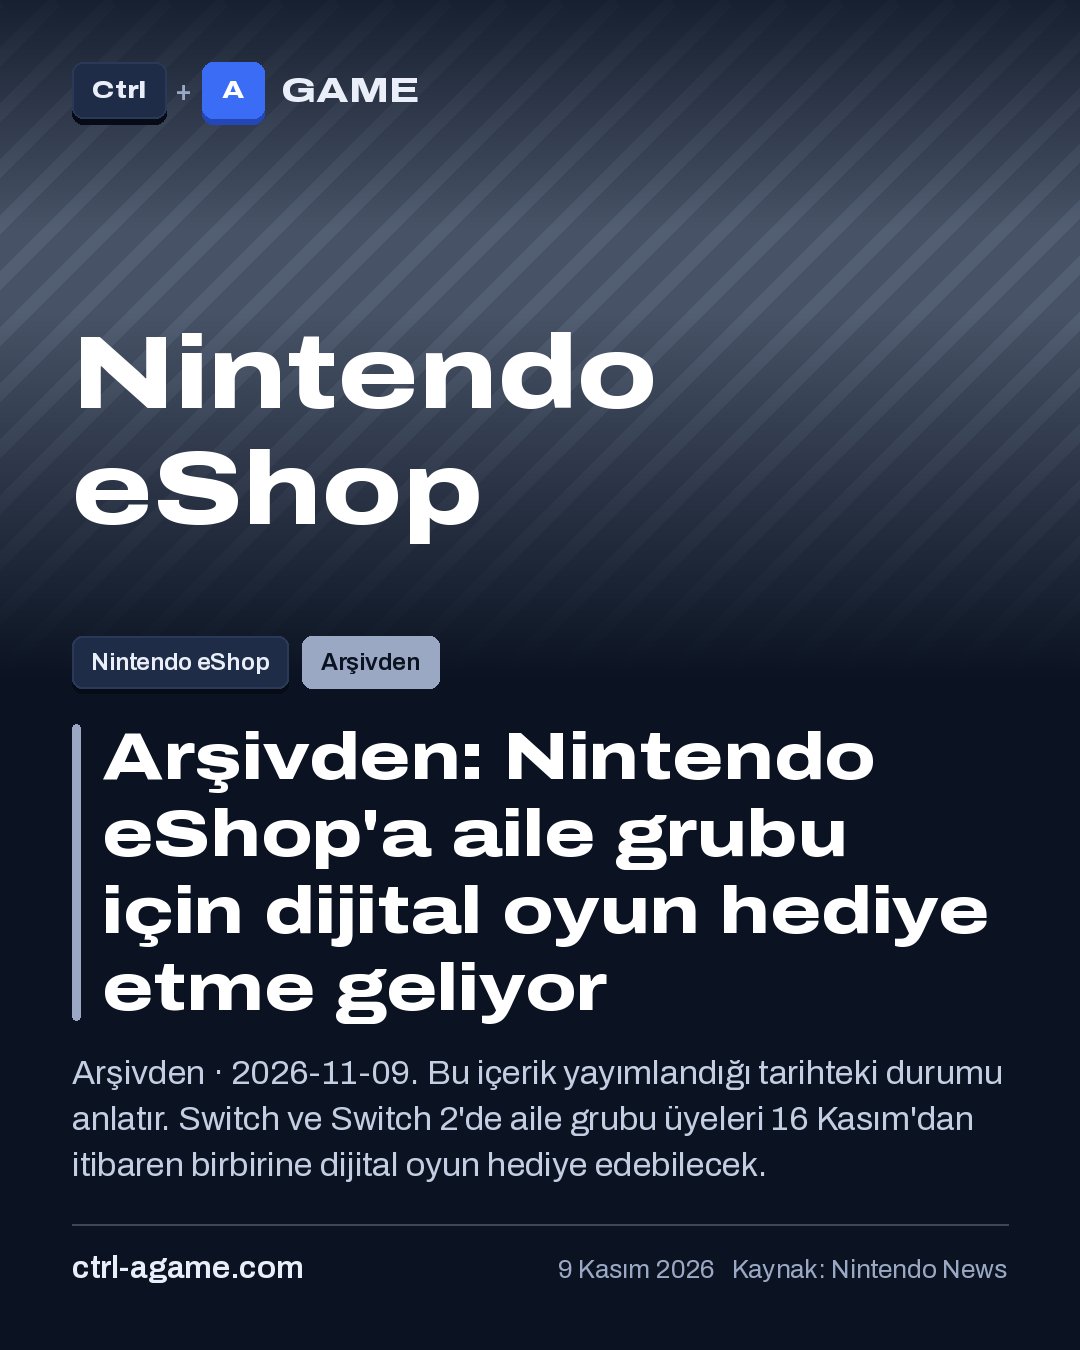 Ctrl + A GAME
Nintendo
eShop
Nintendo eShop Arşivden
Arşivden: Nintendo
eShop'a aile grubu
için dijital oyun hediye
etme geliyor
Arşivden · 2026-11-09. Bu içerik yayımlandığı tarihteki durumu
anlatır. Switch ve Switch 2'de aile grubu üyeleri 16 Kasım'dan
itibaren birbirine dijital oyun hediye edebilecek.
ctrl-agame.com 9 Kasım 2026 Kaynak: Nintendo News